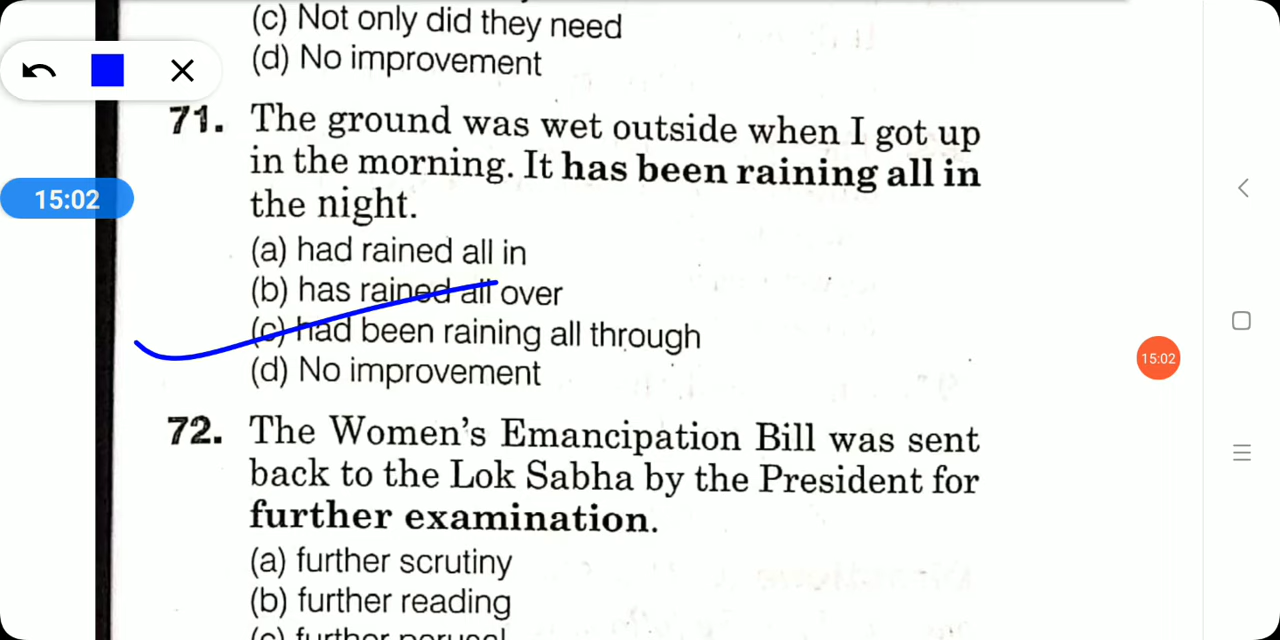 (c) Not only did they need
(d) No improvement
71. The ground was wet outside when I got up
in the morning. It has been raining all in
the night.
15:02
(a) had rained all in
(b) has rained all over
(c) had been raining all through
15:02
(d) No improvement
72. The Women's Emancipation Bill was sent
back to the Lok Sabha by the President for
further examination.
(a) further scrutiny
(b) further reading
(c) further perusal